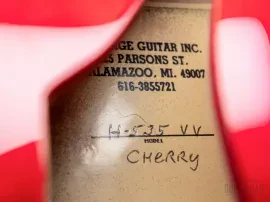 GUITAR INC.
PARSONS ST.
KALAMAZOO, MI. 49007
616-3855721
H-535 VV
MODEL
CHERRY